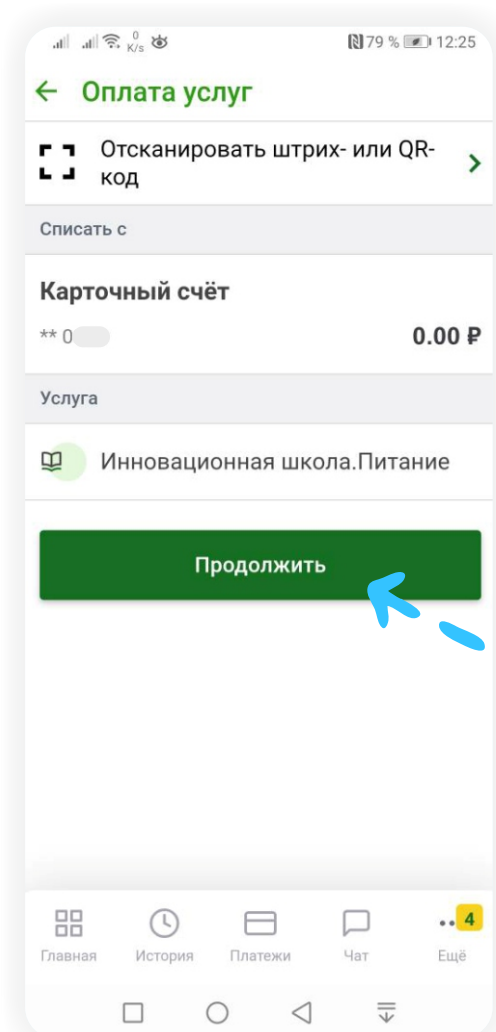 0 K/s 79 % 12:25
Оплата услуг
Отсканировать штрих- или QR-
код
Списать с
Карточный счёт
** 0 0.00 ₽
Услуга
Инновационная школа.Питание
Продолжить
4
Главная История Платежи Чат Ещё